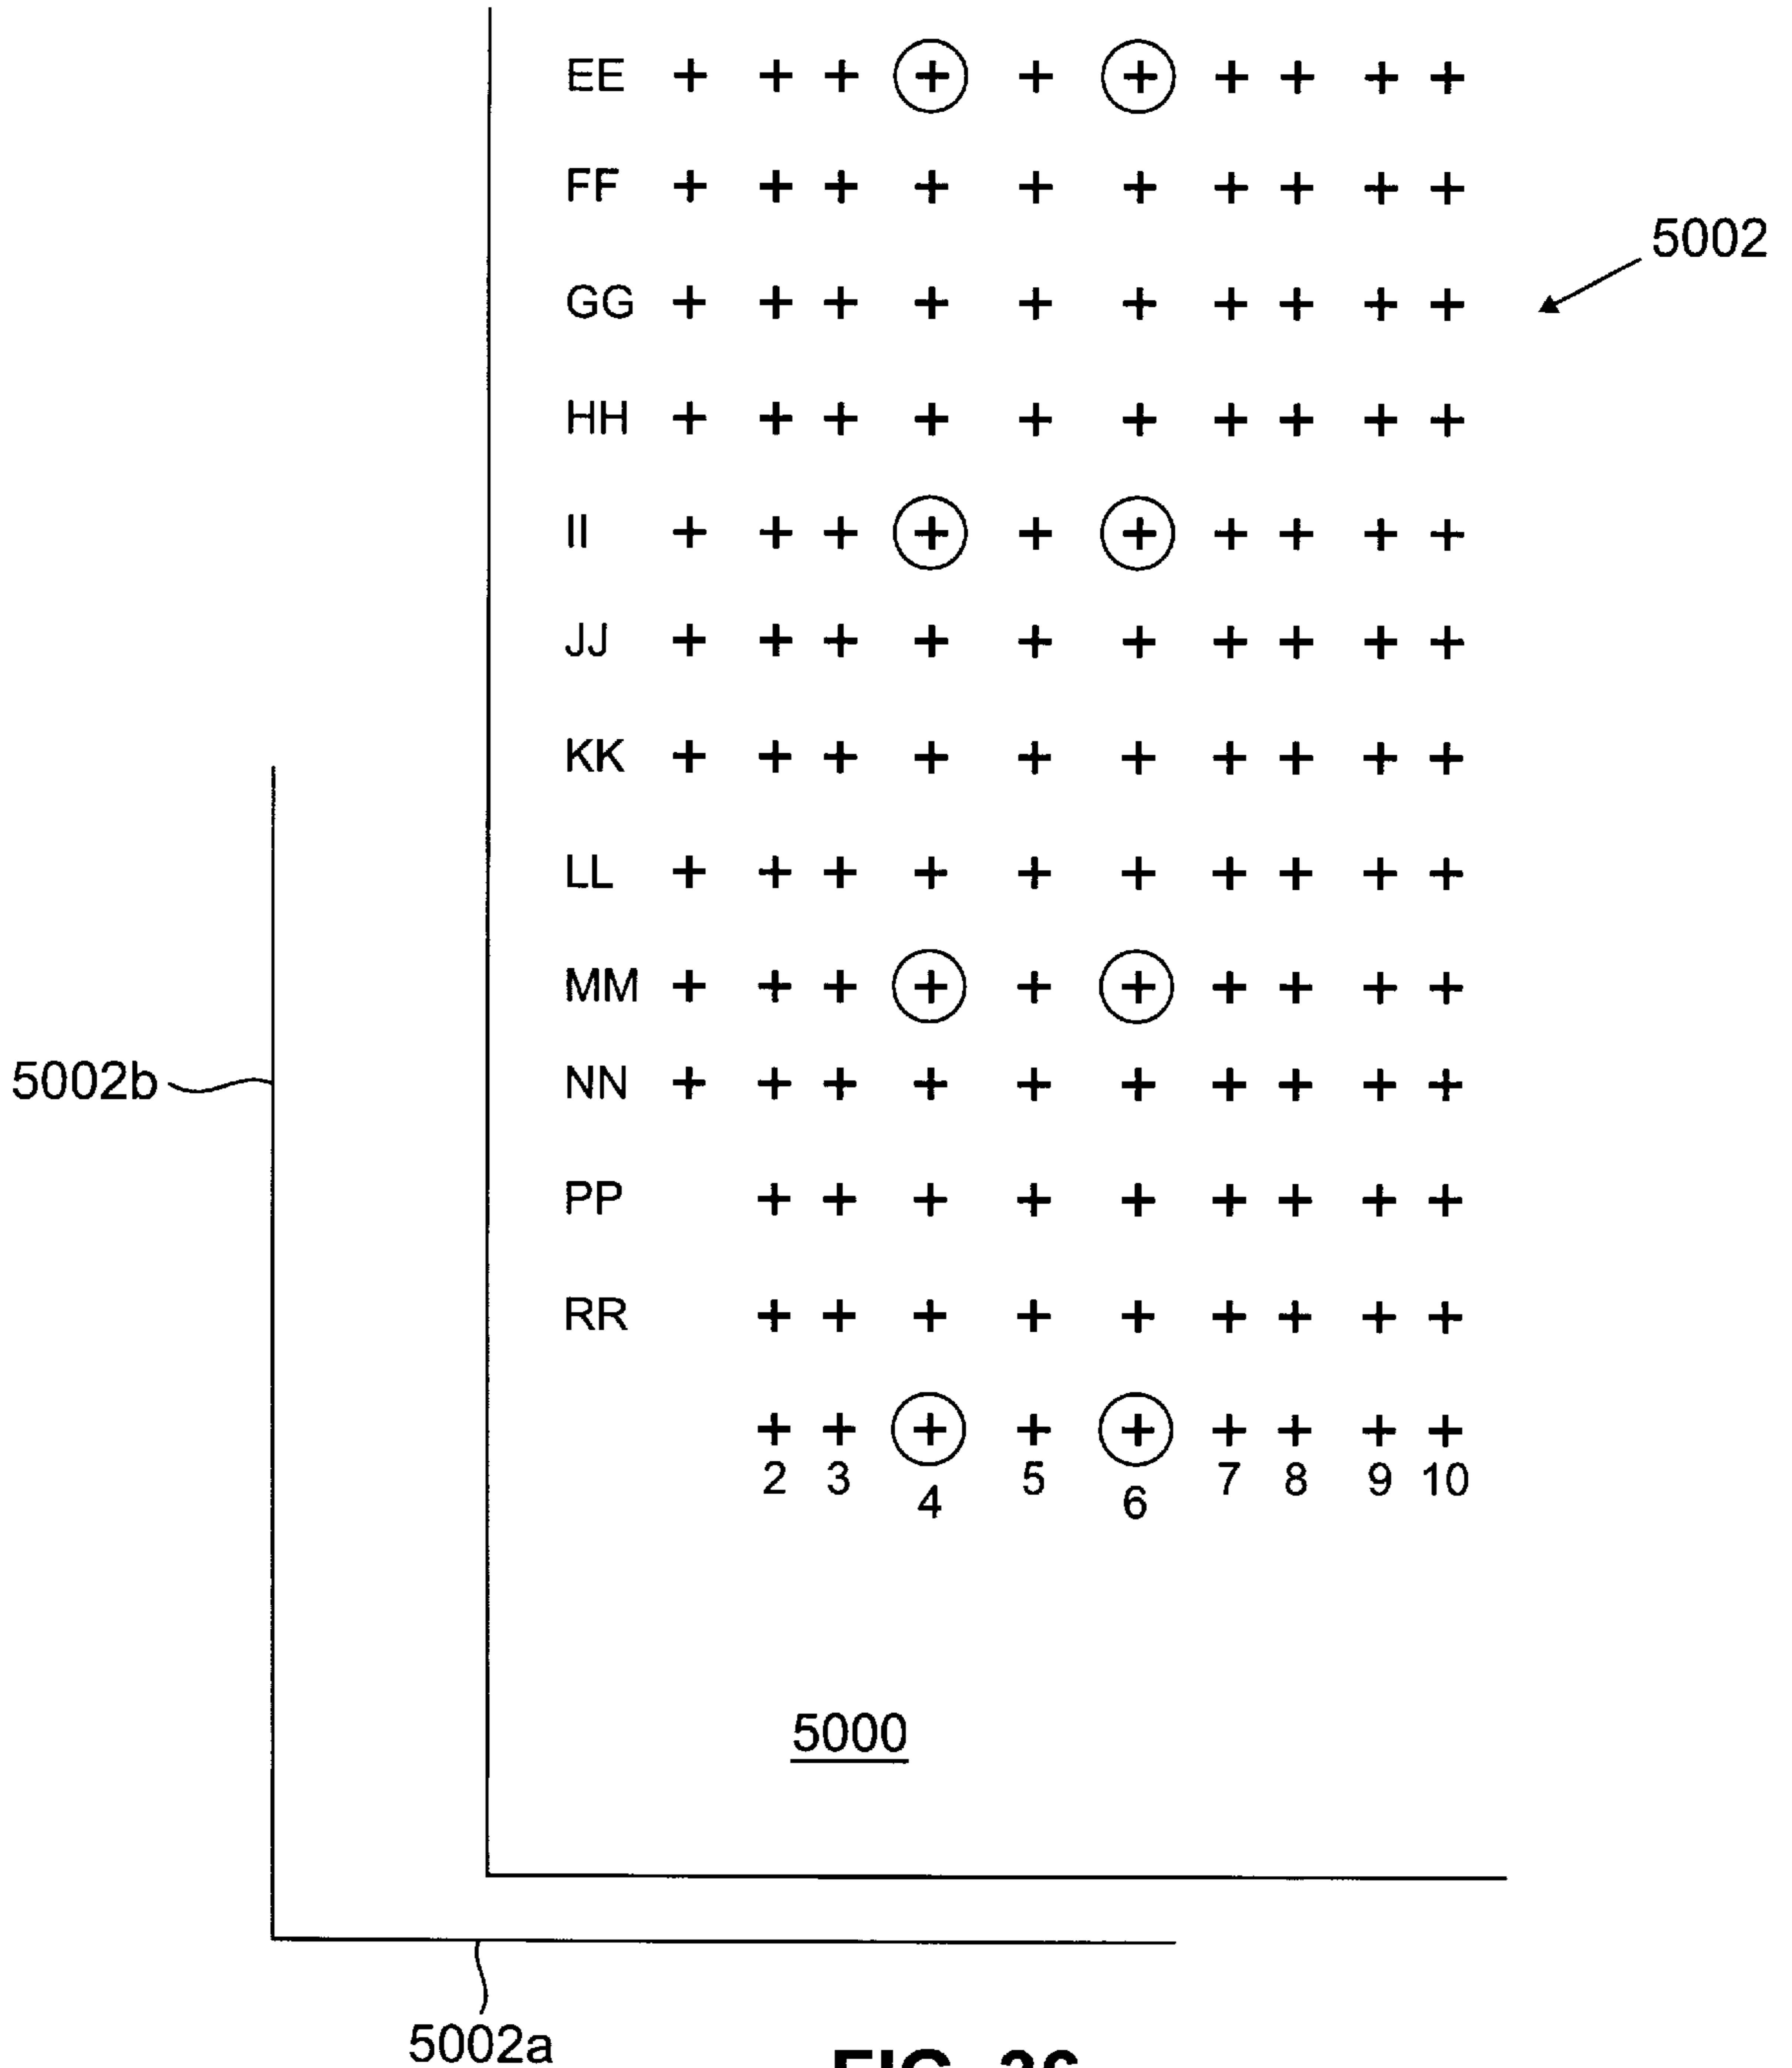 EE + + + + + + + + + +
FF + + + + + + + + + +
5002
GG + + + + + + + + + +
HH + + + + + + + + + +
II + + + + + + + + + +
JJ + + + + + + + + + +
KK + + + + + + + + + +
LL + + + + + + + + + +
MM + + + + + + + + + +
5002b
NN + + + + + + + + + +
PP + + + + + + + + +
RR + + + + + + + + +
+ + + + + + + + +
2 3 4 5 6 7 8 9 10
5000
5002a
FIG.